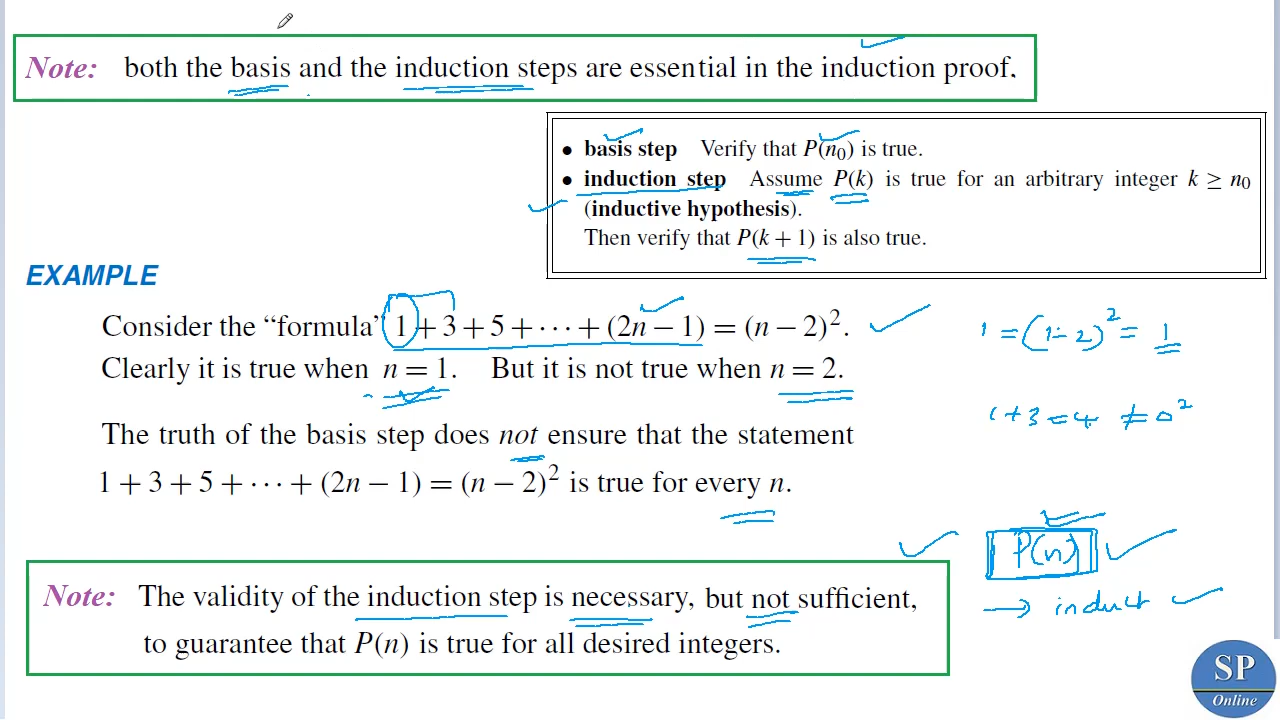 Note: both the basis and the induction steps are essential in the induction proof.
• basis step Verify that P(n₀) is true.
• induction step Assume P(k) is true for an arbitrary integer k ≥ n₀
(inductive hypothesis).
Then verify that P(k + 1) is also true.
EXAMPLE
Consider the “formula” 1 + 3 + 5 + ··· + (2n − 1) = (n − 2)².
1 = (1 - 2)² = 1
Clearly it is true when n = 1. But it is not true when n = 2.
1 + 3 = 4 ≠ 0²
The truth of the basis step does not ensure that the statement
1 + 3 + 5 + ··· + (2n − 1) = (n − 2)² is true for every n.
P(n)
→ induct
Note: The validity of the induction step is necessary, but not sufficient,
to guarantee that P(n) is true for all desired integers.
SP
Online